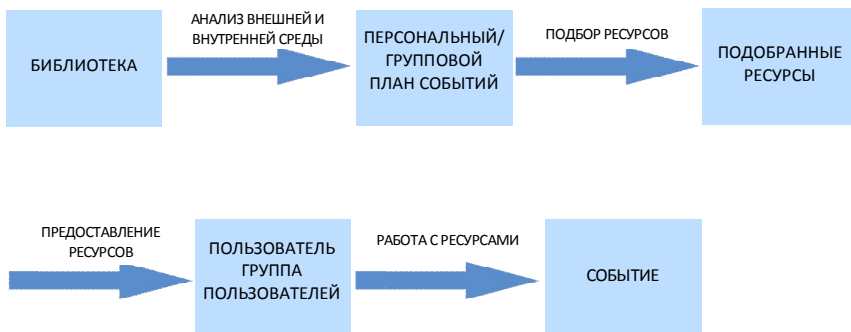 БИБЛИОТЕКА
АНАЛИЗ ВНЕШНЕЙ И
ВНУТРЕННЕЙ СРЕДЫ
ПЕРСОНАЛЬНЫЙ/
ГРУППОВОЙ
ПЛАН СОБЫТИЙ
ПОДБОР РЕСУРСОВ
ПОДОБРАННЫЕ
РЕСУРСЫ
ПРЕДОСТАВЛЕНИЕ
РЕСУРСОВ
ПОЛЬЗОВАТЕЛЬ
ГРУППА
ПОЛЬЗОВАТЕЛЕЙ
РАБОТА С РЕСУРСАМИ
СОБЫТИЕ